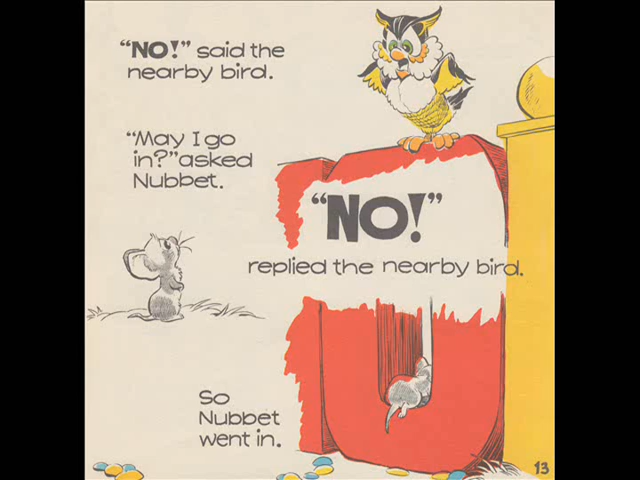 “NO!” said the
nearby bird.
“May I go
in?” asked
Nubbet.
“NO!”
replied the nearby bird.
So
Nubbet
went in.
13